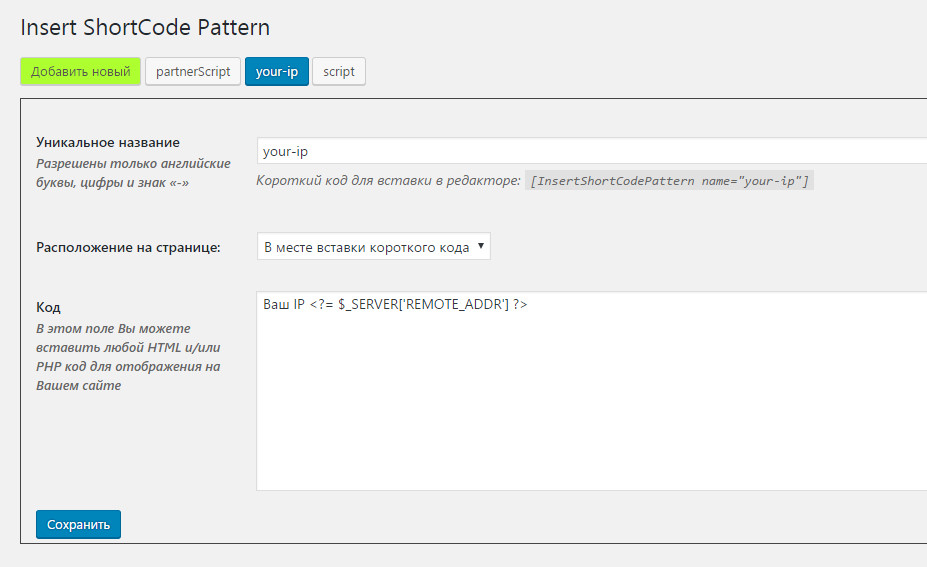 Insert ShortCode Pattern
Добавить новый partnerScript your-ip script
Уникальное название
Разрешены только английские
буквы, цифры и знак «-»
your-ip
Короткий код для вставки в редакторе: [InsertShortCodePattern name="your-ip"]
Расположение на странице:
В месте вставки короткого кода
Код
В этом поле Вы можете
вставить любой HTML и/или
PHP код для отображения на
Вашем сайте
Ваш IP <?= $_SERVER['REMOTE_ADDR'] ?>
Сохранить